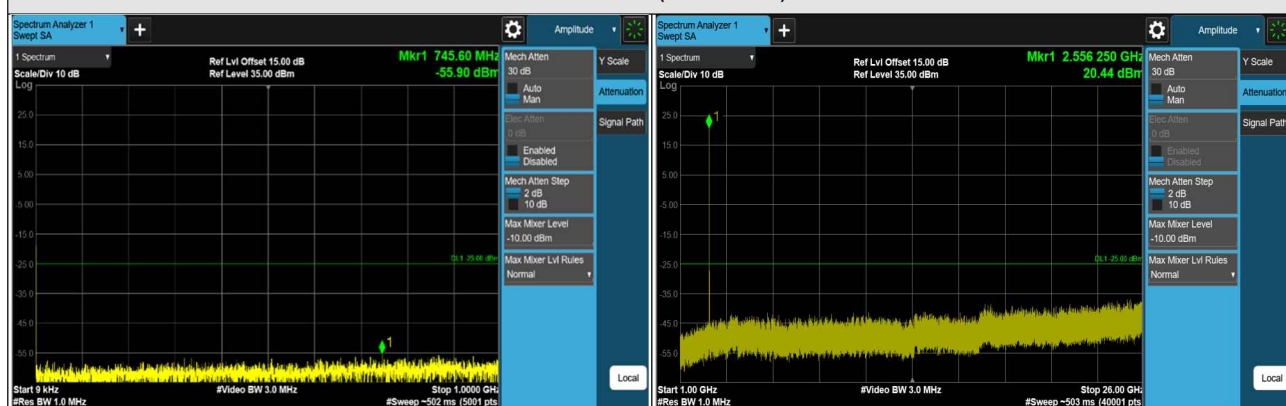 Spectrum Analyzer 1
Swept SA
Amplitude
1 Spectrum
Scale/Div 10 dB
Log
Ref Lvl Offset 15.00 dB
Ref Level 35.00 dBm
Mkr1 745.60 MHz
-55.90 dBm
25.0
15.0
5.00
-5.00
-15.0
-25.0
-35.0
-45.0
-55.0
DL1 -25.00 dBm
1
Start 9 kHz
#Res BW 1.0 MHz
#Video BW 3.0 MHz
Stop 1.0000 GHz
#Sweep ~502 ms (5001 pts
Mech Atten
30 dB
Auto
Man
Elec Atten
0 dB
Enabled
Disabled
Mech Atten Step
2 dB
10 dB
Max Mixer Level
-10.00 dBm
Max Mixer Lvl Rules
Normal
Y Scale
Attenuation
Signal Path
Local
Spectrum Analyzer 1
Swept SA
Amplitude
1 Spectrum
Scale/Div 10 dB
Log
Ref Lvl Offset 15.00 dB
Ref Level 35.00 dBm
Mkr1 2.556 250 GHz
20.44 dBm
25.0
15.0
5.00
-5.00
-15.0
-25.0
-35.0
-45.0
-55.0
DL1 -25.00 dBm
1
Start 1.00 GHz
#Res BW 1.0 MHz
#Video BW 3.0 MHz
Stop 26.00 GHz
#Sweep ~503 ms (40001 pts
Mech Atten
30 dB
Auto
Man
Elec Atten
0 dB
Enabled
Disabled
Mech Atten Step
2 dB
10 dB
Max Mixer Level
-10.00 dBm
Max Mixer Lvl Rules
Normal
Y Scale
Attenuation
Signal Path
Local